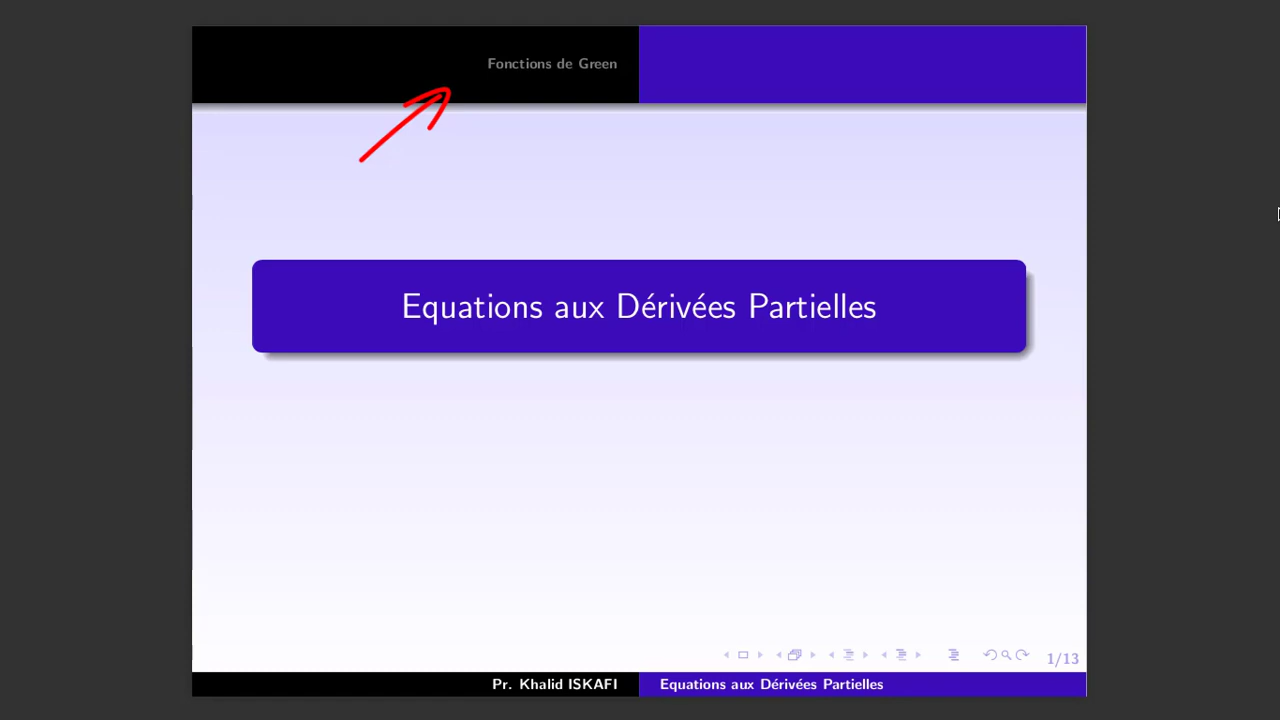 Fonctions de Green
Equations aux Dérivées Partielles
1/13
Pr. Khalid ISKAFI
Equations aux Dérivées Partielles